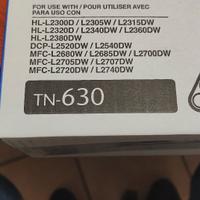 FOR USE WITH / POUR UTILISER AVEC
PARA USO CON
HL-L2300D / L2305W / L2315DW
HL-L2320D / L2340DW / L2360DW
HL-L2380DW
DCP-L2520DW / L2540DW
MFC-L2680W / L2685DW / L2700DW
MFC-L2705DW / L2707DW
MFC-L2720DW / L2740DW
TN-630